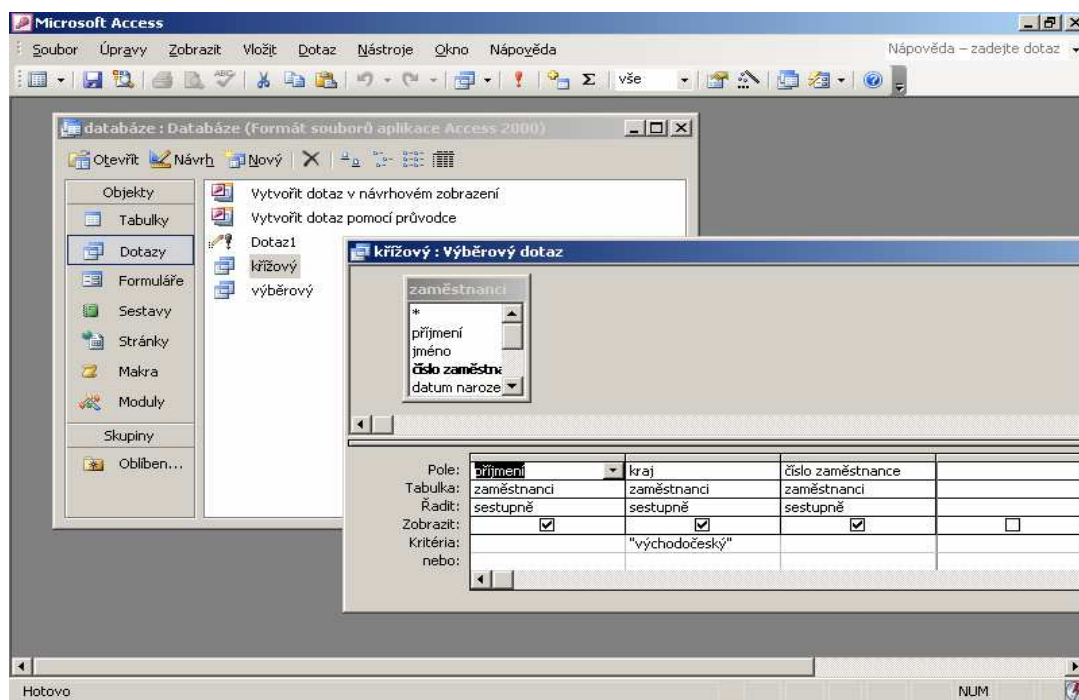 Microsoft Access
Soubor Úpravy Zobrazit Vložit Dotaz Nástroje Okno Nápověda Nápověda – zadejte dotaz
vše
databáze : Databáze (Formát souborů aplikace Access 2000)
Otevřít Návrh Nový
Objekty
Tabulky
Dotazy
Formuláře
Sestavy
Stránky
Makra
Moduly
Skupiny
Oblíben...
Vytvořit dotaz v návrhovém zobrazení
Vytvořit dotaz pomocí průvodce
Dotaz1
křížový
výběrový
křížový : Výběrový dotaz
zaměstnanci
*
příjmení
jméno
číslo zaměstna
datum naroze
Pole: příjmení kraj číslo zaměstnance
Tabulka: zaměstnanci zaměstnanci zaměstnanci
Řadit: sestupně sestupně sestupně
Zobrazit:
Kritéria: "východočeský"
nebo:
Hotovo NUM